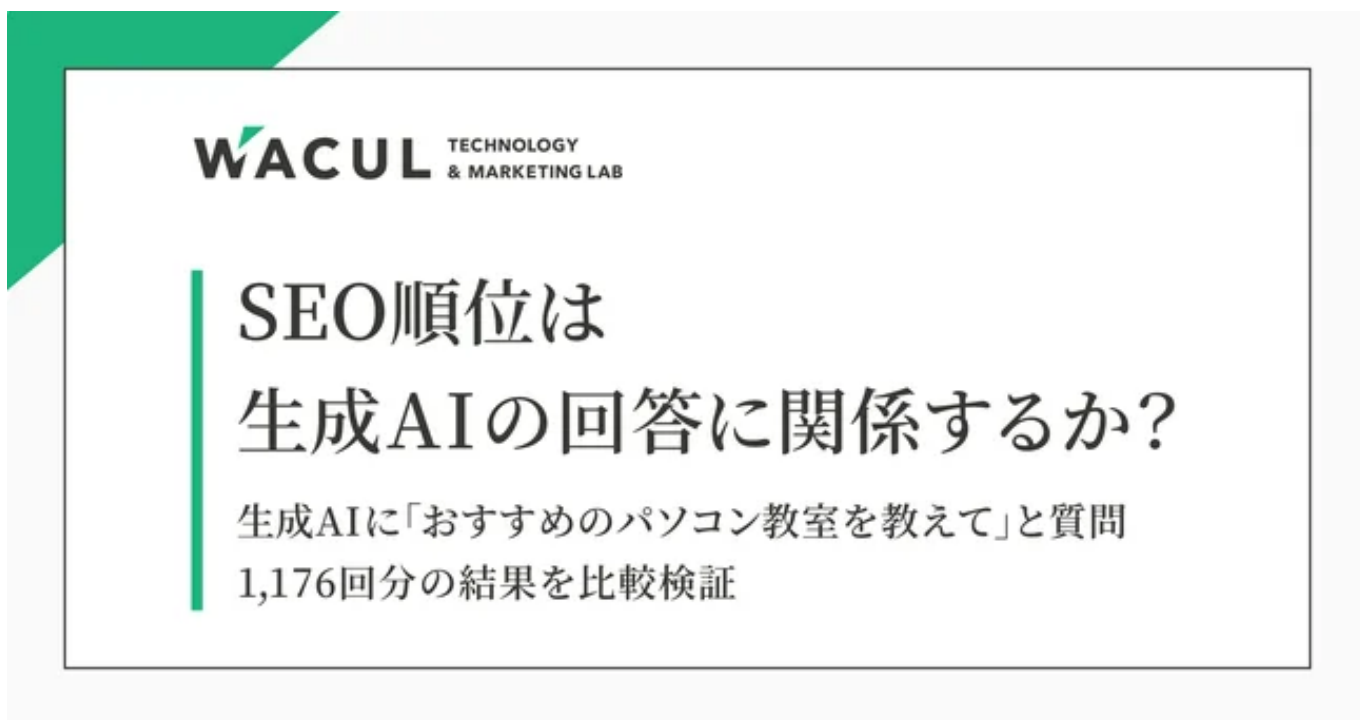 WACUL TECHNOLOGY
& MARKETING LAB
SEO順位は
生成AIの回答に関係するか?
生成AIに「おすすめのパソコン教室を教えて」と質問
1,176回分の結果を比較検証